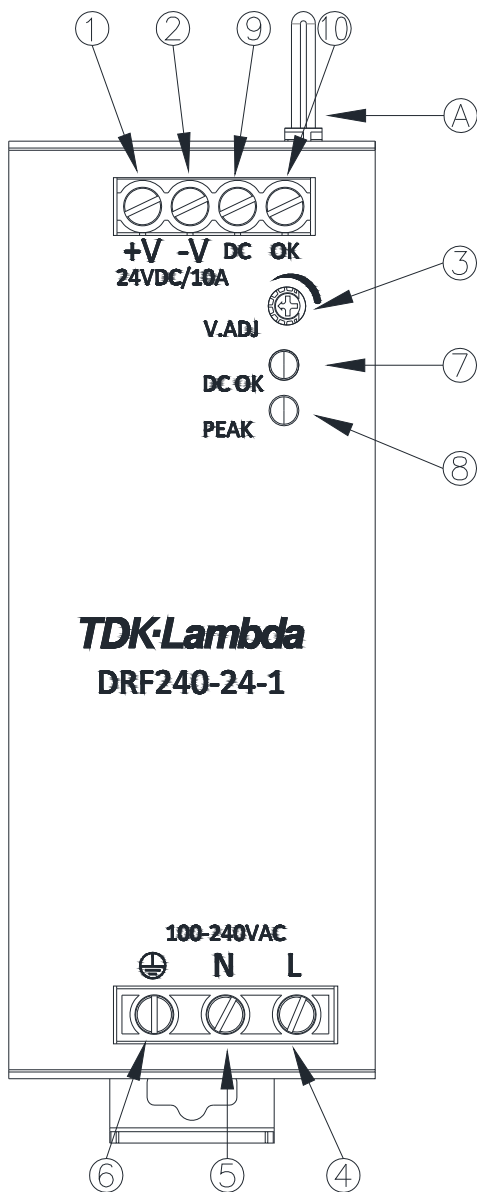 ① ② ⑨ ⑩
Ⓐ
+V -V DC OK
24VDC/10A
③
V.ADJ
⑦
DC OK
PEAK
⑧
TDK·Lambda
DRF240-24-1
100-240VAC
N L
⑥ ⑤ ④